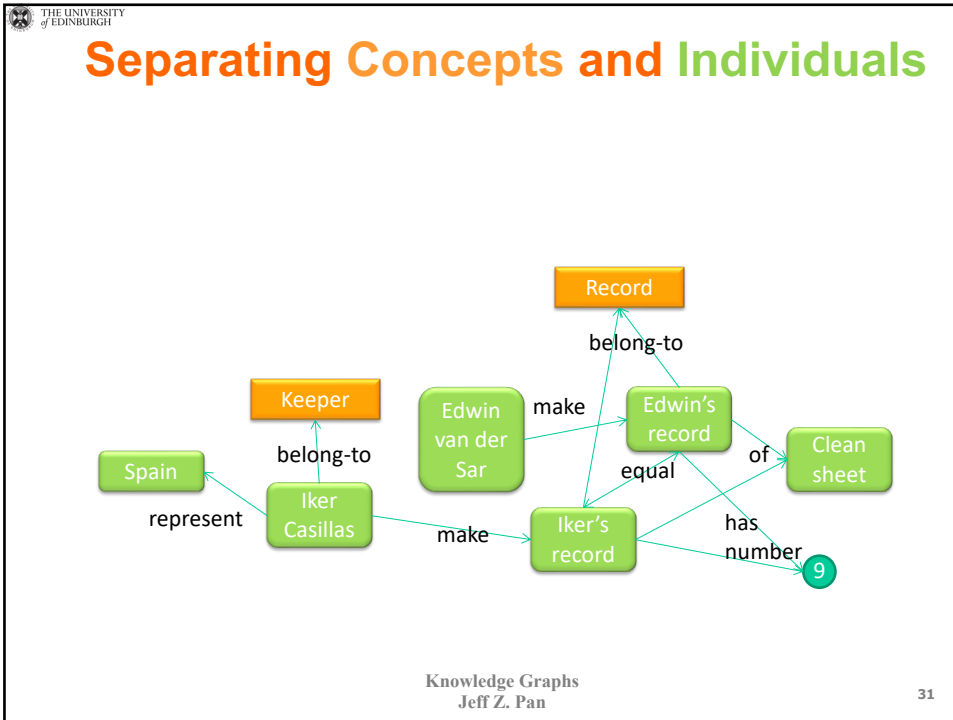 THE UNIVERSITY
of EDINBURGH
Separating Concepts and Individuals
Record
belong-to
Keeper
Edwin
van der
Sar
make
Edwin's
record
Clean
sheet
belong-to
equal
of
Spain
Iker
Casillas
represent
make
Iker's
record
has
number
9
Knowledge Graphs
Jeff Z. Pan
31